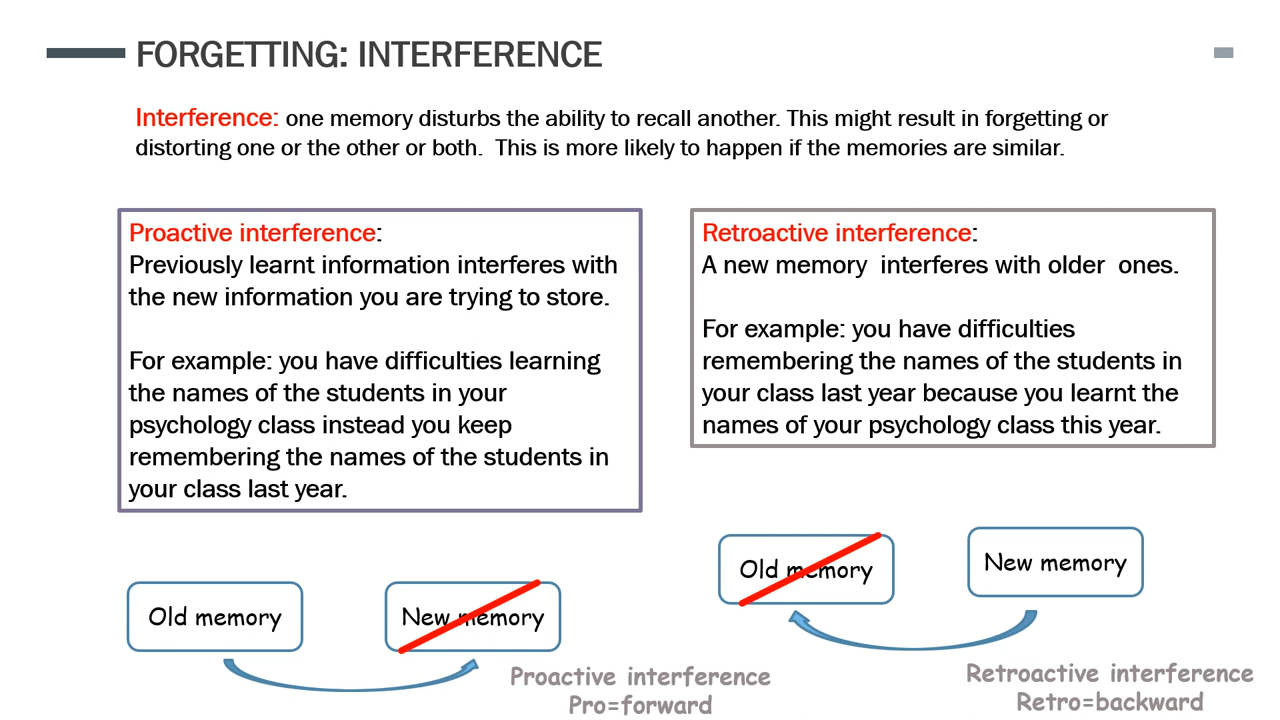 FORGETTING: INTERFERENCE
Interference: one memory disturbs the ability to recall another. This might result in forgetting or
distorting one or the other or both.  This is more likely to happen if the memories are similar.
Proactive interference:
Previously learnt information interferes with
the new information you are trying to store.
For example: you have difficulties learning
the names of the students in your
psychology class instead you keep
remembering the names of the students in
your class last year.
Retroactive interference:
A new memory  interferes with older  ones.
For example: you have difficulties
remembering the names of the students in
your class last year because you learnt the
names of your psychology class this year.
Old memory
New memory
Proactive interference
Pro=forward
Old memory
New memory
Retroactive interference
Retro=backward